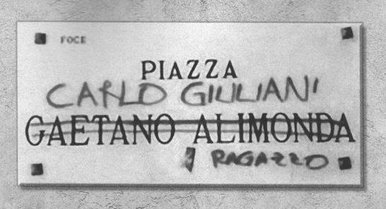 FOCE
PIAZZA
CARLO GIULIANI
GAETANO ALIMONDA
RAGAZZO